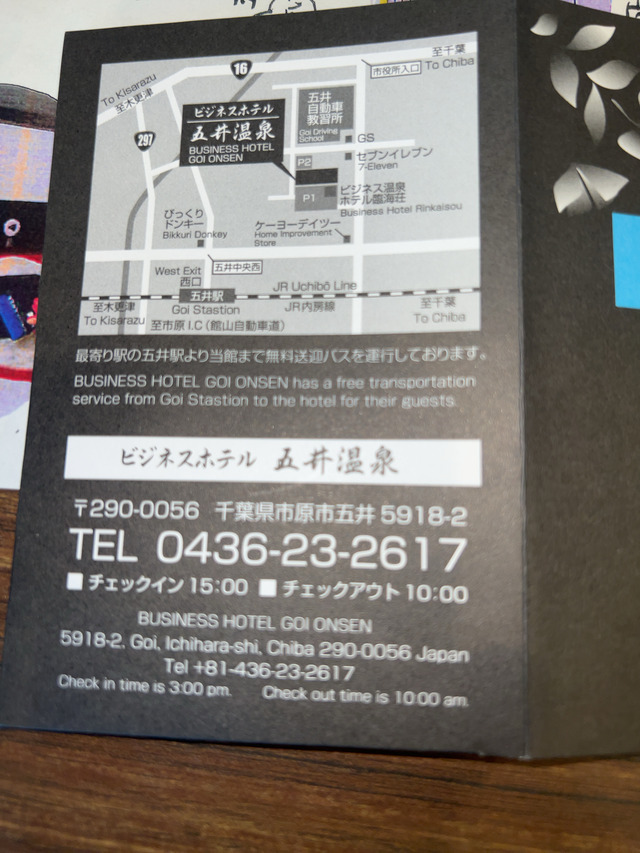 16
至千葉
To Chiba
市役所入口
To Kisarazu
至木更津
ビジネスホテル
五井温泉
BUSINESS HOTEL
GOI ONSEN
五井
自動車
教習所
Goi Driving
School
297
GS
セブンイレブン
7-Eleven
P2
P1
ビジネス温泉
ホテル臨海荘
Business Hotel Rinkaisou
びっくり
ドンキー
Bikkuri Donkey
ケーヨーデイツー
Home Improvement
Store
West Exit
西口
五井中央西
JR Uchibō Line
五井駅
至木更津
To Kisarazu
Goi Stastion
JR内房線
至千葉
To Chiba
至市原I.C(館山自動車道)
最寄り駅の五井駅より当館まで無料送迎バスを運行しております。
BUSINESS HOTEL GOI ONSEN has a free transportation
service from Goi Stastion to the hotel for their guests.
ビジネスホテル 五井温泉
〒290-0056 千葉県市原市五井 5918-2
TEL 0436-23-2617
■ チェックイン 15:00 ■ チェックアウト 10:00
BUSINESS HOTEL GOI ONSEN
5918-2. Goi, Ichihara-shi, Chiba 290-0056 Japan
Tel +81-436-23-2617
Check in time is 3:00 pm. Check out time is 10:00 am.